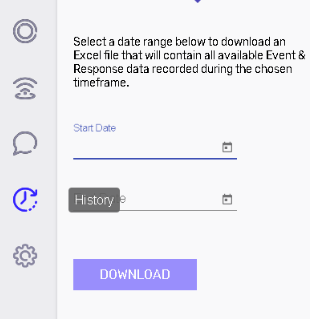 Select a date range below to download an
Excel file that will contain all available Event &
Response data recorded during the chosen
timeframe.
Start Date
History
DOWNLOAD